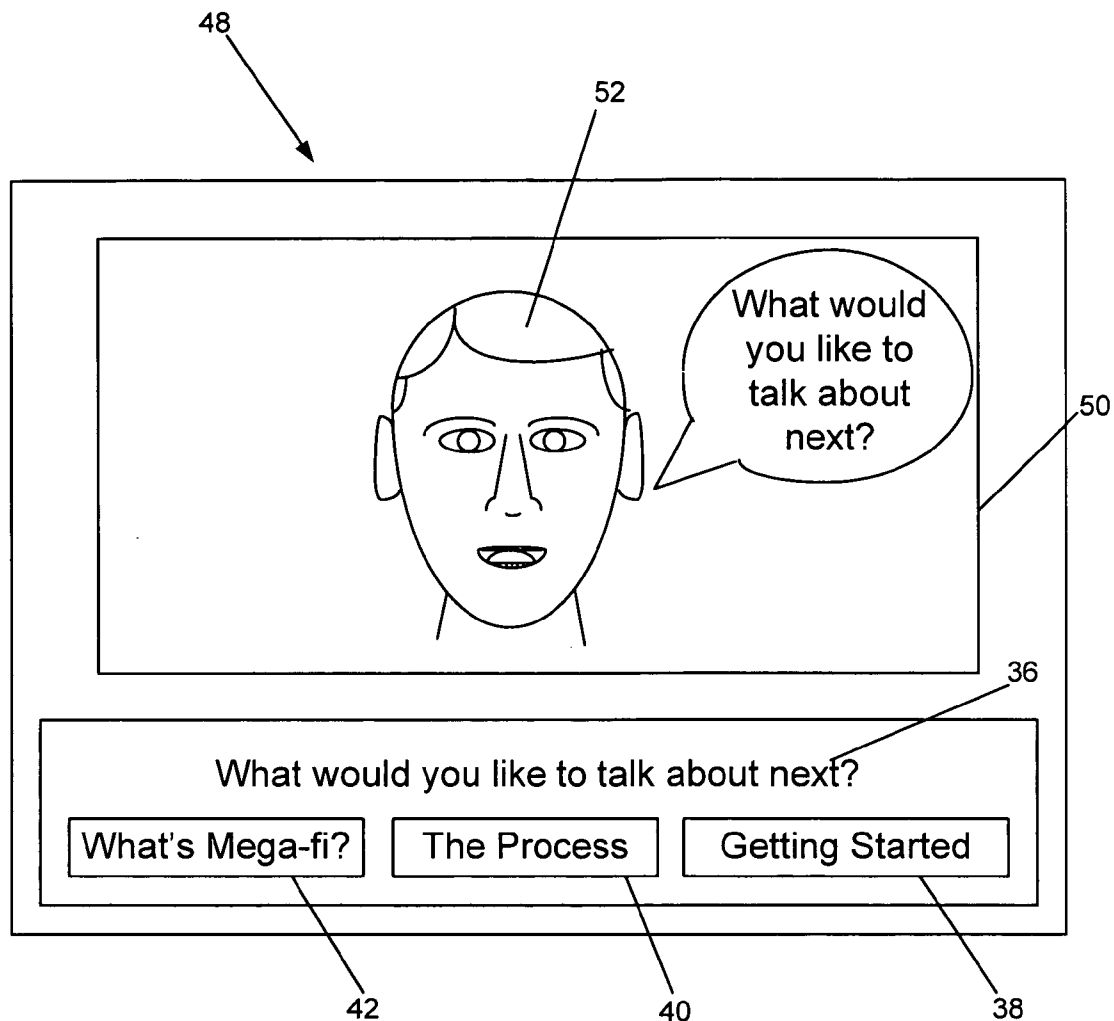 48
52
What would
you like to
talk about
next?
50
36
What would you like to talk about next?
What's Mega-fi?
The Process
Getting Started
42
40
38